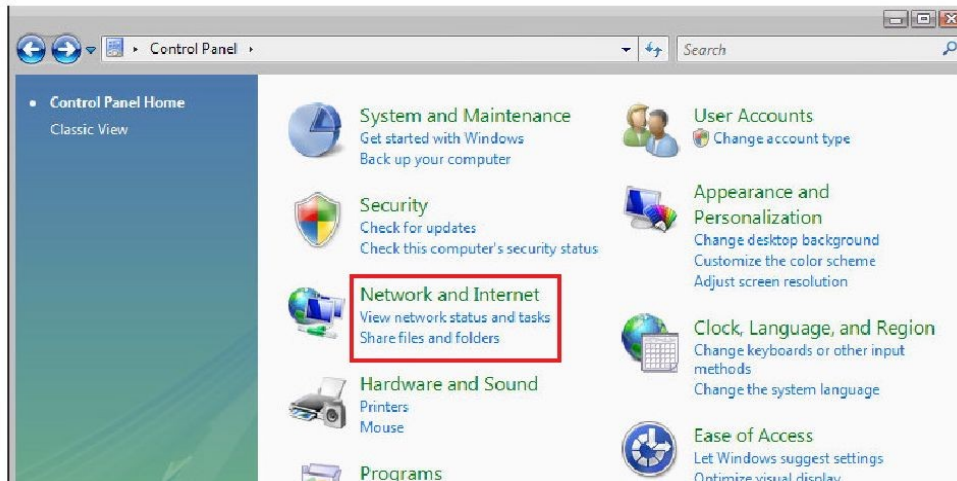 Control Panel
Search
Control Panel Home
Classic View
System and Maintenance
Get started with Windows
Back up your computer
Security
Check for updates
Check this computer's security status
Network and Internet
View network status and tasks
Share files and folders
Hardware and Sound
Printers
Mouse
Programs
User Accounts
Change account type
Appearance and
Personalization
Change desktop background
Customize the color scheme
Adjust screen resolution
Clock, Language, and Region
Change keyboards or other input
methods
Change the system language
Ease of Access
Let Windows suggest settings
Optimize visual display